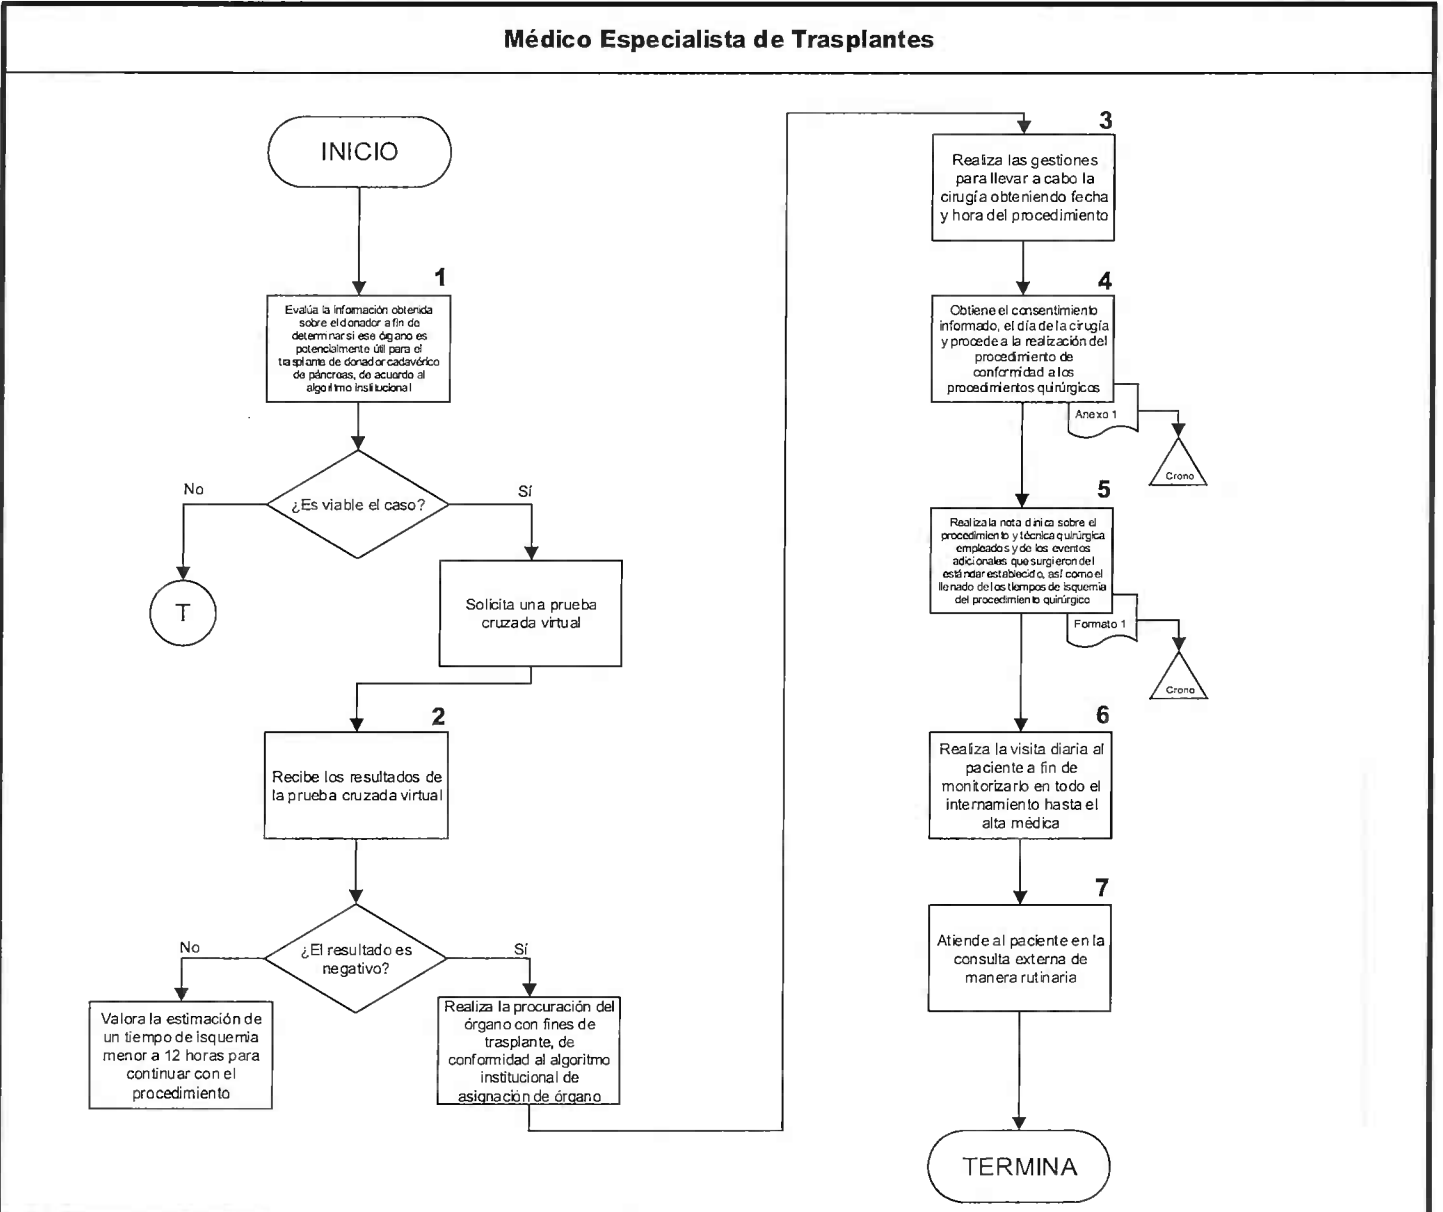 Médico Especialista de Trasplantes
INICIO
1
Evalúa la información obtenida
sobre el donador a fin de
determinar si ese órgano es
potencialmente útil para el
trasplante de donador cadavérico
de páncreas, de acuerdo al
algoritmo institucional
¿Es viable el caso?
No
Sí
T
Solicita una prueba
cruzada virtual
2
Recibe los resultados de
la prueba cruzada virtual
¿El resultado es
negativo?
No
Sí
Valora la estimación de
un tiempo de isquemia
menor a 12 horas para
continuar con el
procedimiento
Realiza la procuración del
órgano con fines de
trasplante, de
conformidad al algoritmo
institucional de
asignación de órgano
3
Realiza las gestiones
para llevar a cabo la
cirugía obteniendo fecha
y hora del procedimiento
4
Obtiene el consentimiento
informado, el día de la cirugía
y procede a la realización del
procedimiento de
conformidad a los
procedimientos quirúrgicos
Anexo 1
Crono
5
Realiza la nota clínica sobre el
procedimiento y técnica quirúrgica
empleados y de los eventos
adicionales que surgieron del
estándar establecido, así como el
llenado de los tiempos de isquemia
del procedimiento quirúrgico
Formato 1
Crono
6
Realiza la visita diaria al
paciente a fin de
monitorizarlo en todo el
internamiento hasta el
alta médica
7
Atiende al paciente en la
consulta externa de
manera rutinaria
TERMINA